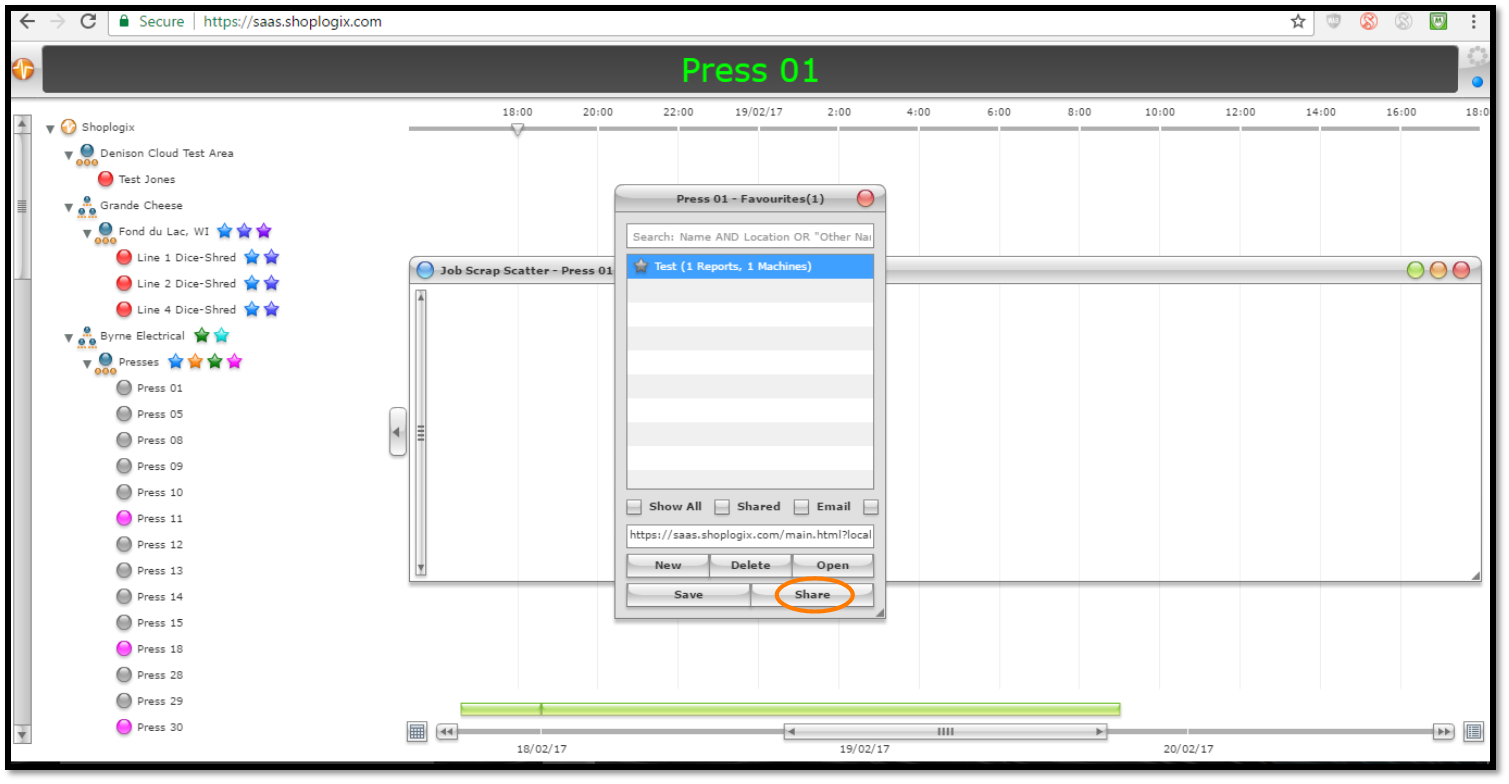 Secure | https://saas.shoplogix.com
Press 01
18:00 20:00 22:00 19/02/17 2:00 4:00 6:00 8:00 10:00 12:00 14:00 16:00 18:0
Shoplogix
Denison Cloud Test Area
Test Jones
Grande Cheese
Fond du Lac, WI
Line 1 Dice-Shred
Line 2 Dice-Shred
Line 4 Dice-Shred
Byrne Electrical
Presses
Press 01
Press 05
Press 08
Press 09
Press 10
Press 11
Press 12
Press 13
Press 14
Press 15
Press 18
Press 28
Press 29
Press 30
Job Scrap Scatter - Press 01
Press 01 - Favourites(1)
Search: Name AND Location OR "Other Nai
Test (1 Reports, 1 Machines)
Show All Shared Email
https://saas.shoplogix.com/main.html?local
New Delete Open
Save Share
18/02/17 19/02/17 20/02/17